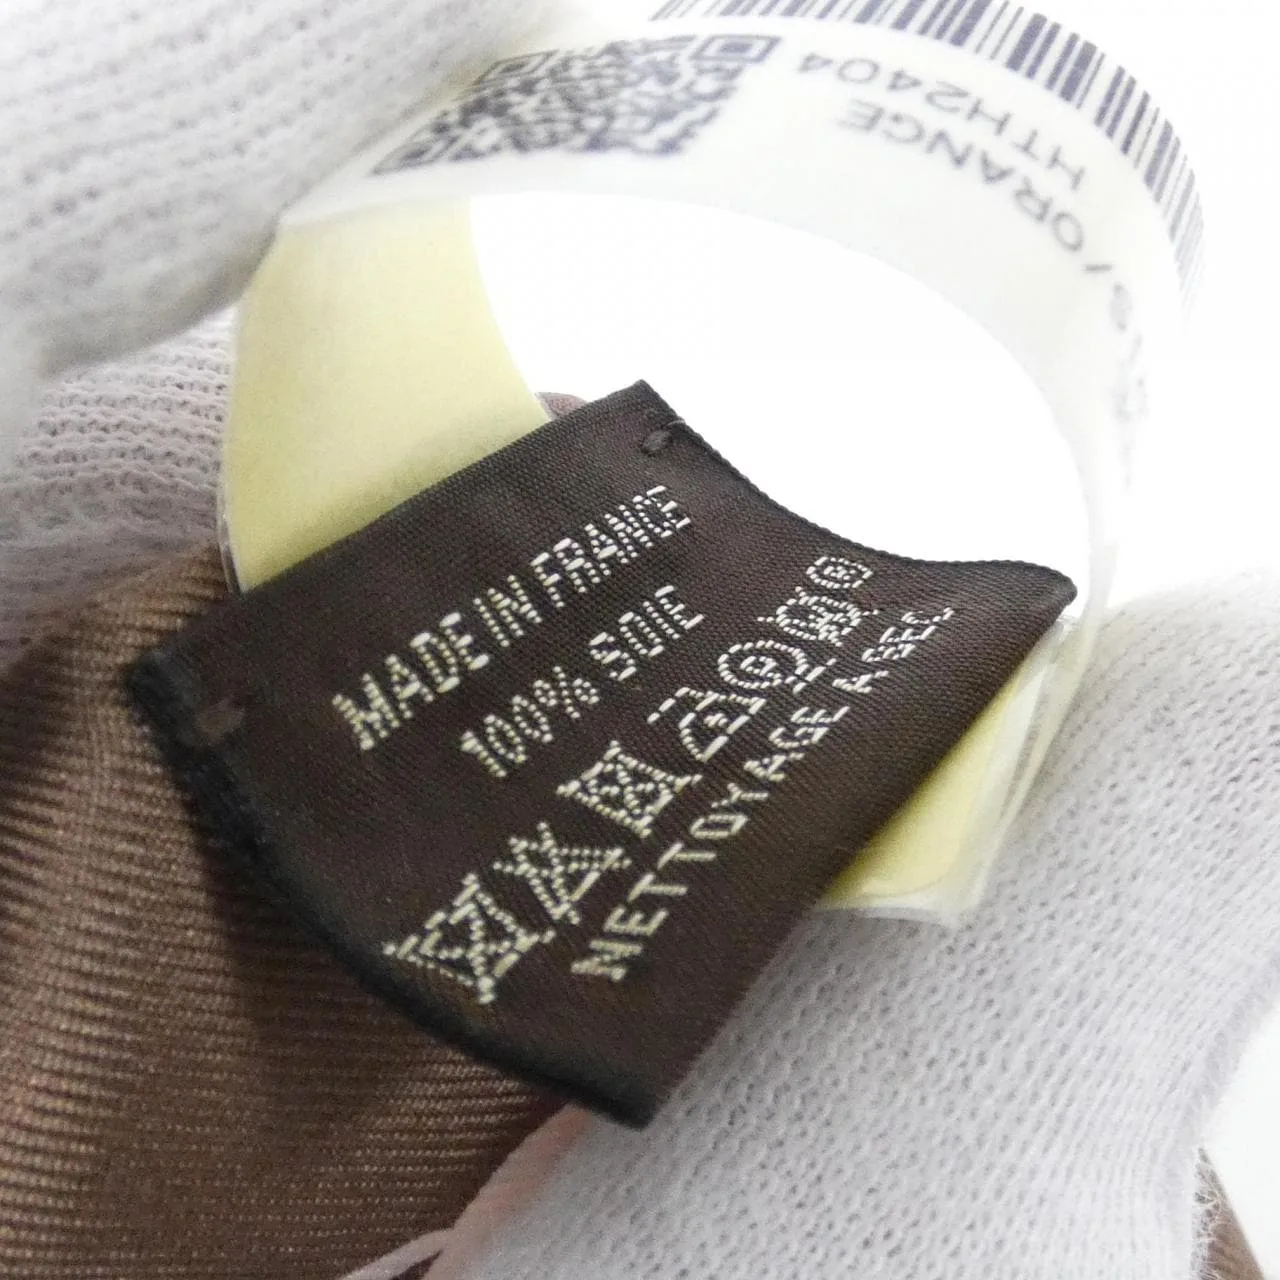 HTH2404
/ORANGE
MADE IN FRANCE
100% SOIE
NETTOYAGE A SEC